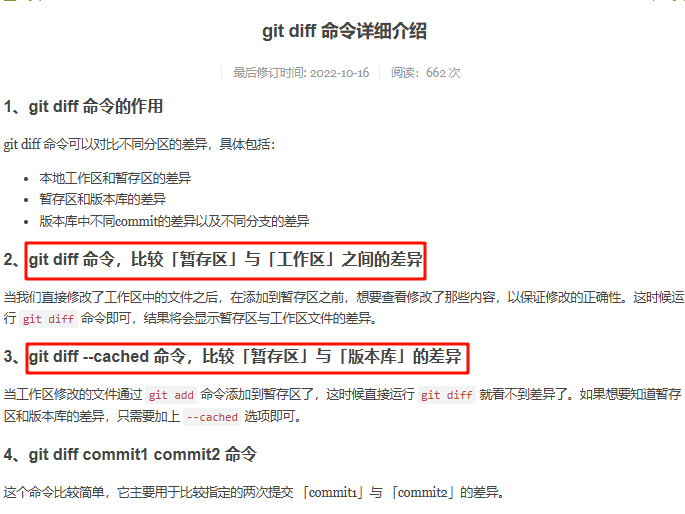 git diff 命令详细介绍
最后修订时间: 2022-10-16 阅读：662 次
1、git diff 命令的作用
git diff 命令可以对比不同分区的差异，具体包括：
本地工作区和暂存区的差异
暂存区和版本库的差异
版本库中不同commit的差异以及不同分支的差异
2、git diff 命令，比较「暂存区」与「工作区」之间的差异
当我们直接修改了工作区中的文件之后，在添加到暂存区之前，想要查看修改了那些内容，以保证修改的正确性。这时候运
行 git diff 命令即可，结果将会显示暂存区与工作区文件的差异。
3、git diff --cached 命令，比较「暂存区」与「版本库」的差异
当工作区修改的文件通过 git add 命令添加到暂存区了，这时候直接运行 git diff 就看不到差异了。如果想要知道暂存
区和版本库的差异，只需要加上 --cached 选项即可。
4、git diff commit1 commit2 命令
这个命令比较简单，它主要用于比较指定的两次提交 「commit1」与 「commit2」的差异。